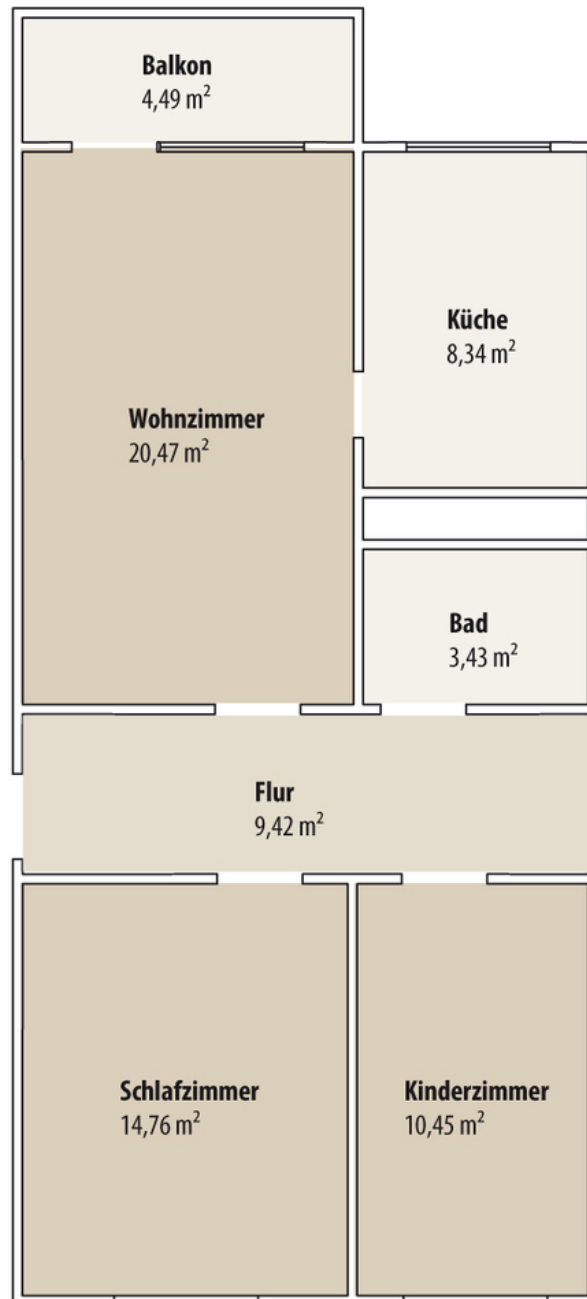 Balkon
4,49 m²
Küche
8,34 m²
Wohnzimmer
20,47 m²
Bad
3,43 m²
Flur
9,42 m²
Schlafzimmer
14,76 m²
Kinderzimmer
10,45 m²